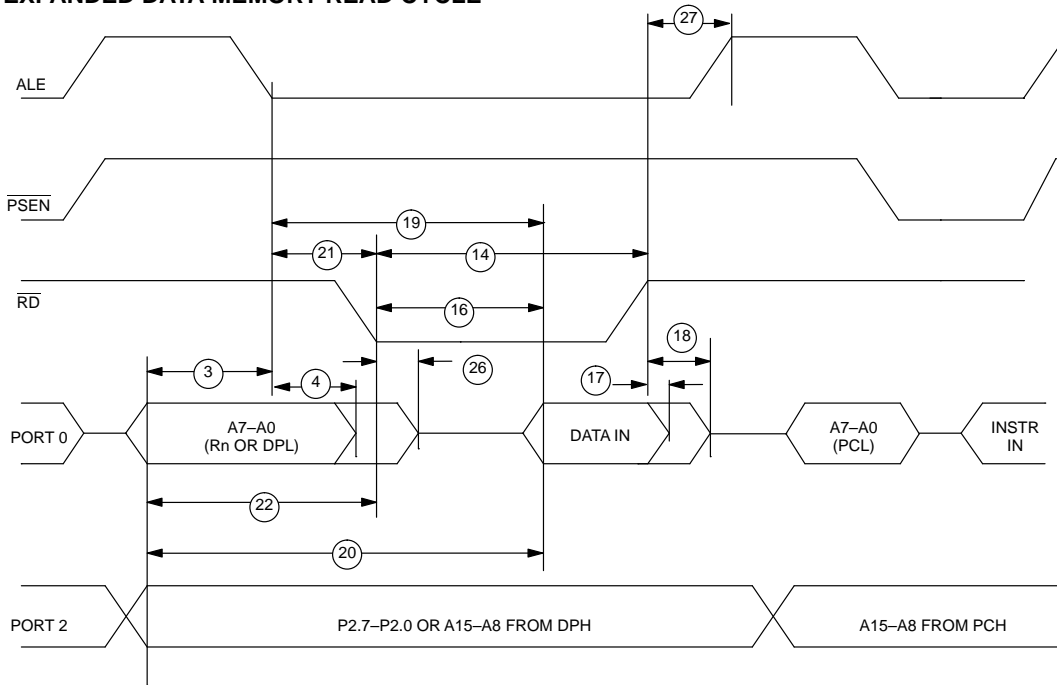 EXPANDED DATA MEMORY READ CYCLE
27
ALE
PSEN
19
21
14
RD
16
18
3
26
4
17
PORT 0
A7–A0
(Rn OR DPL)
DATA IN
A7–A0
(PCL)
INSTR
IN
22
20
PORT 2
P2.7–P2.0 OR A15–A8 FROM DPH
A15–A8 FROM PCH